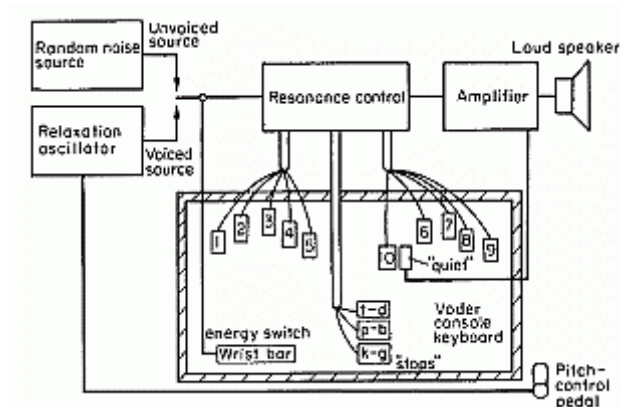 Unvoiced
source
Random noise
source
Relaxation
oscillator
Voiced
source
Resonance control
Amplifier
Loud speaker
1
2
3
4
5
0
6
7
8
9
"quiet"
t-d
p-b
k-g
"stops"
Voder
console
keyboard
energy switch
Wrist bar
Pitch-
control
pedal